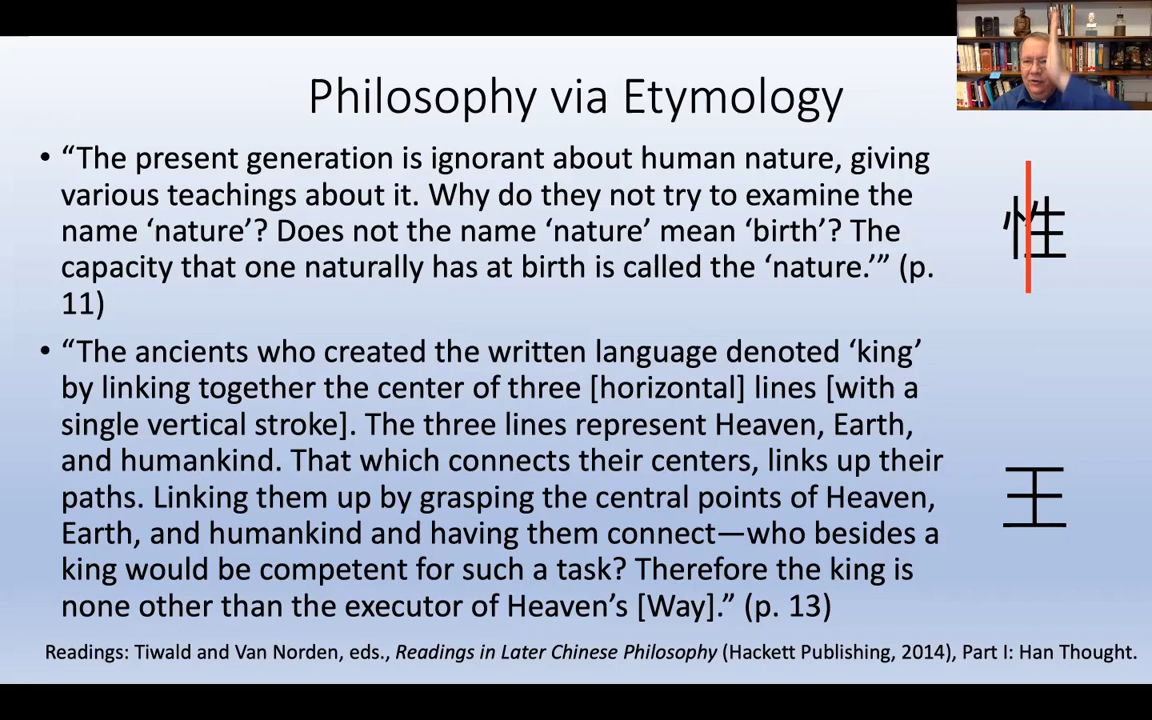 Philosophy via Etymology
• “The present generation is ignorant about human nature, giving
various teachings about it. Why do they not try to examine the
name ‘nature’? Does not the name ‘nature’ mean ‘birth’? The
capacity that one naturally has at birth is called the ‘nature.’” (p.
11)
性
• “The ancients who created the written language denoted ‘king’
by linking together the center of three [horizontal] lines [with a
single vertical stroke]. The three lines represent Heaven, Earth,
and humankind. That which connects their centers, links up their
paths. Linking them up by grasping the central points of Heaven,
Earth, and humankind and having them connect—who besides a
king would be competent for such a task? Therefore the king is
none other than the executor of Heaven’s [Way].” (p. 13)
王
Readings: Tiwald and Van Norden, eds., Readings in Later Chinese Philosophy (Hackett Publishing, 2014), Part I: Han Thought.